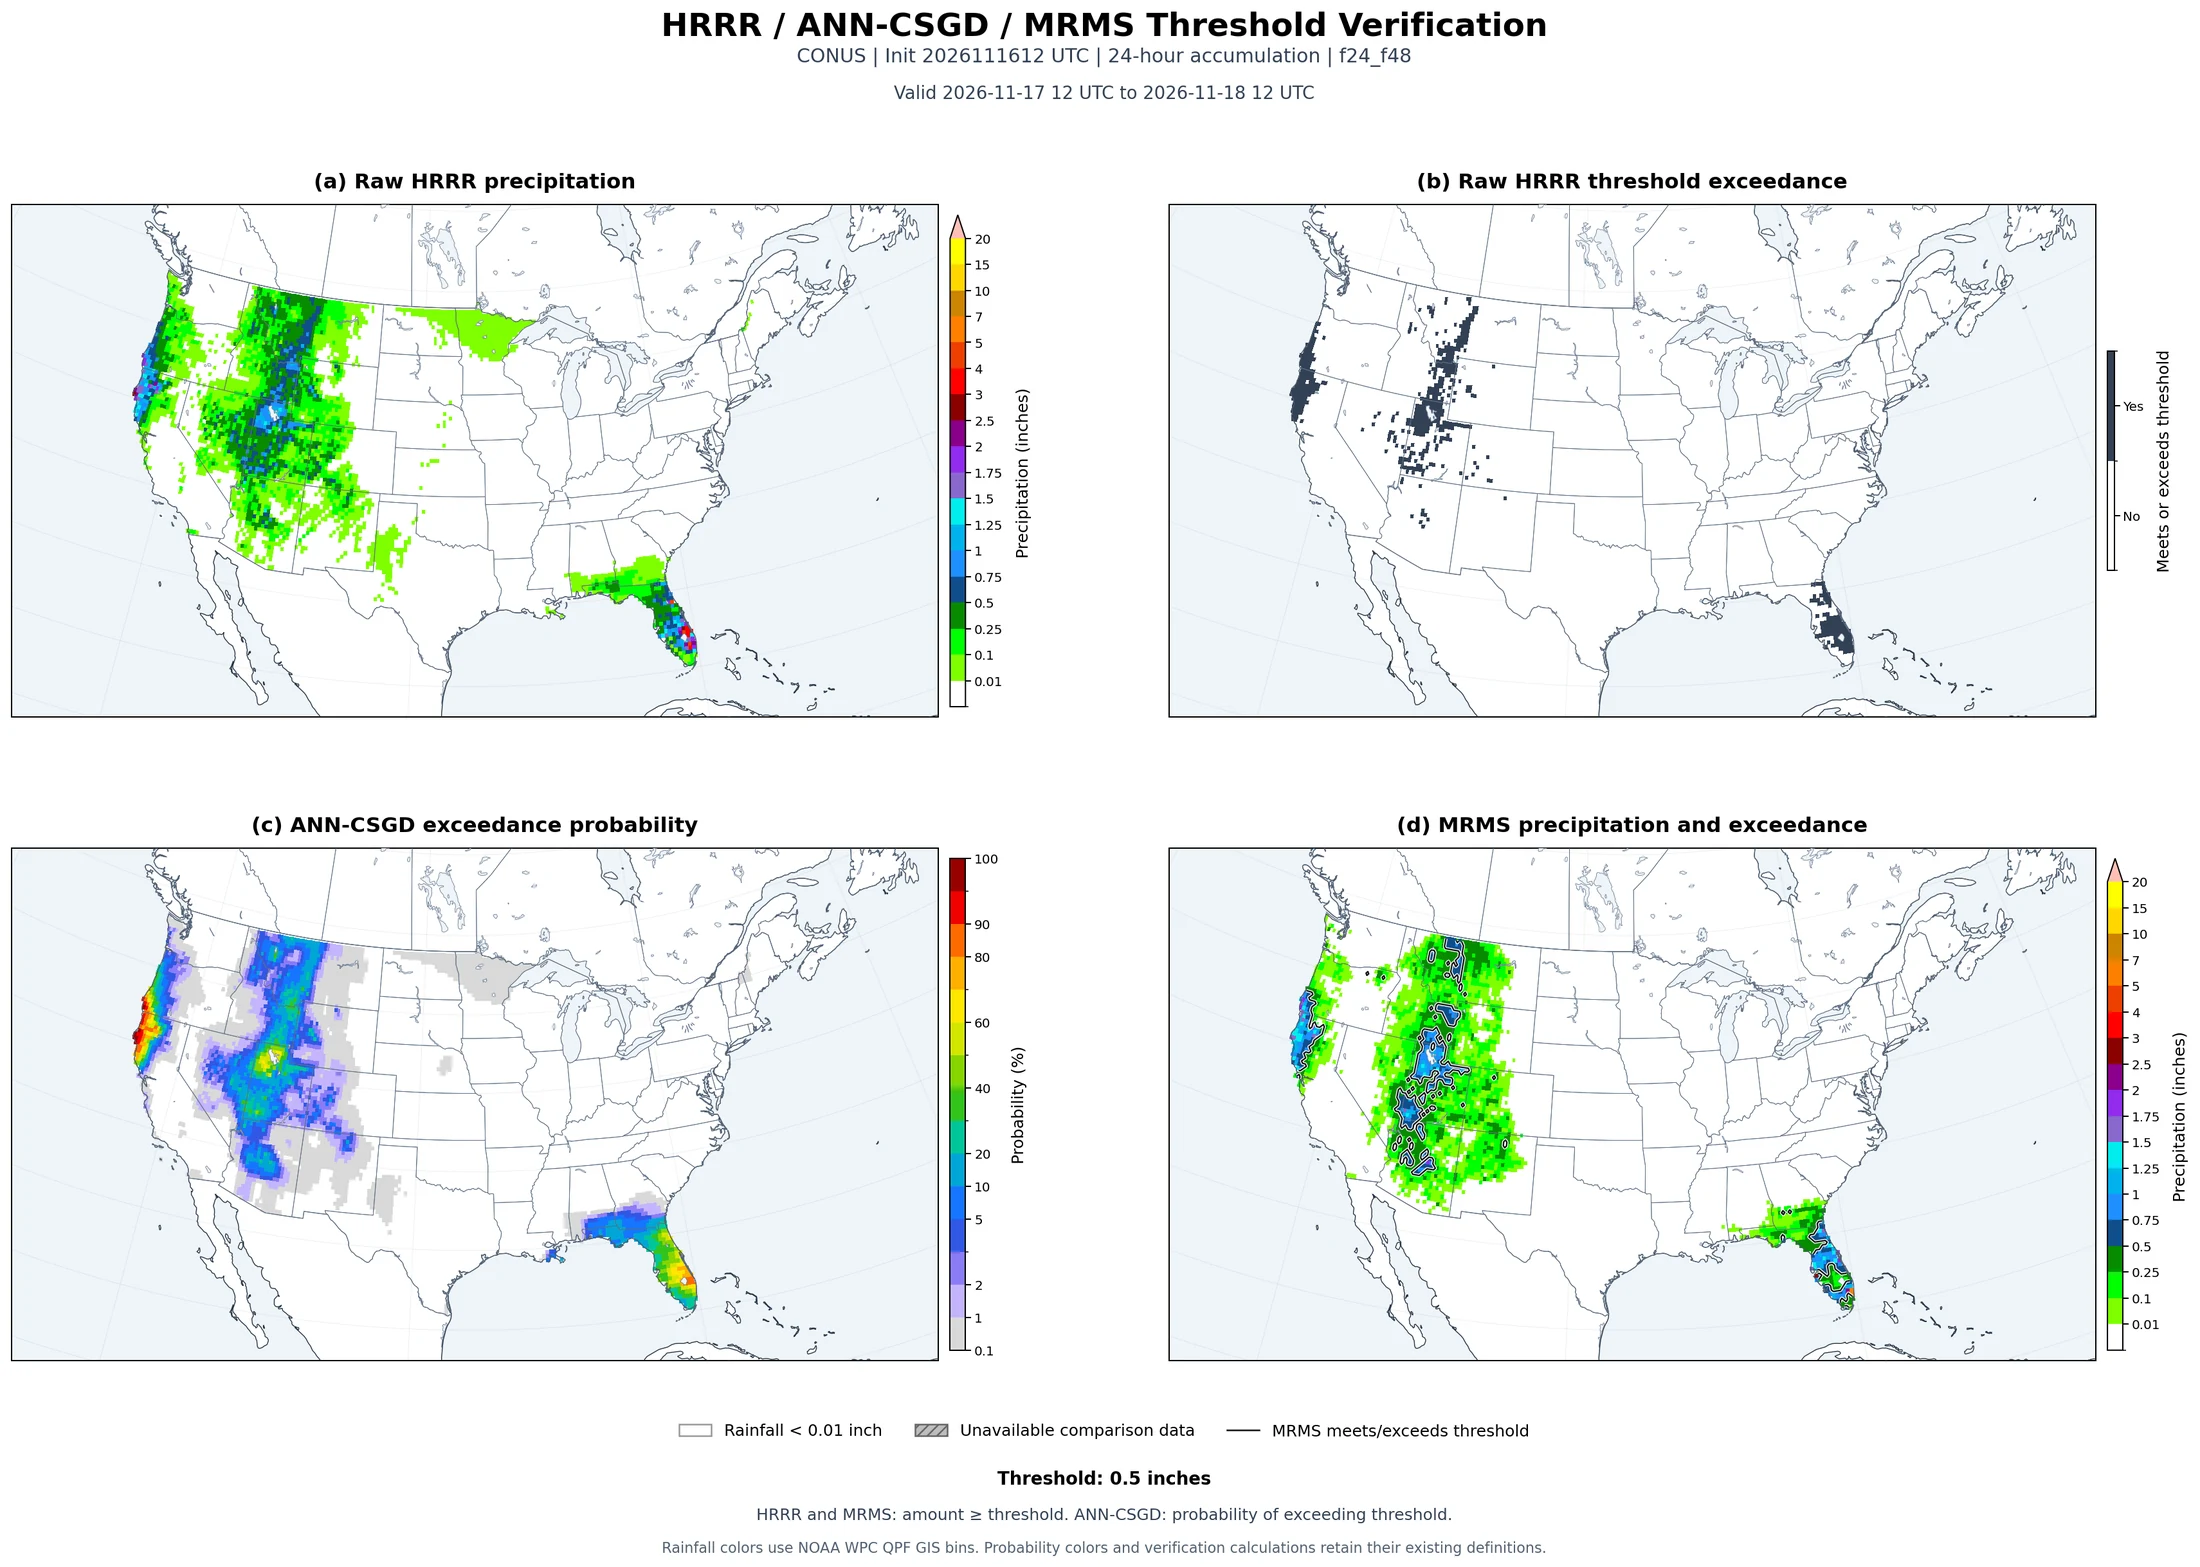 HRRR / ANN-CSGD / MRMS Threshold Verification
CONUS | Init 2026111612 UTC | 24-hour accumulation | f24_f48
Valid 2026-11-17 12 UTC to 2026-11-18 12 UTC
(a) Raw HRRR precipitation
20
15
10
7
5
4
3
2.5
2
1.75
1.5
1.25
1
0.75
0.5
0.25
0.1
0.01
Precipitation (inches)
(b) Raw HRRR threshold exceedance
Yes
No
Meets or exceeds threshold
(c) ANN-CSGD exceedance probability
100
90
80
60
40
20
10
5
2
1
0.1
Probability (%)
(d) MRMS precipitation and exceedance
20
15
10
7
5
4
3
2.5
2
1.75
1.5
1.25
1
0.75
0.5
0.25
0.1
0.01
Precipitation (inches)
Rainfall < 0.01 inch
Unavailable comparison data
MRMS meets/exceeds threshold
Threshold: 0.5 inches
HRRR and MRMS: amount ≥ threshold. ANN-CSGD: probability of exceeding threshold.
Rainfall colors use NOAA WPC QPF GIS bins. Probability colors and verification calculations retain their existing definitions.